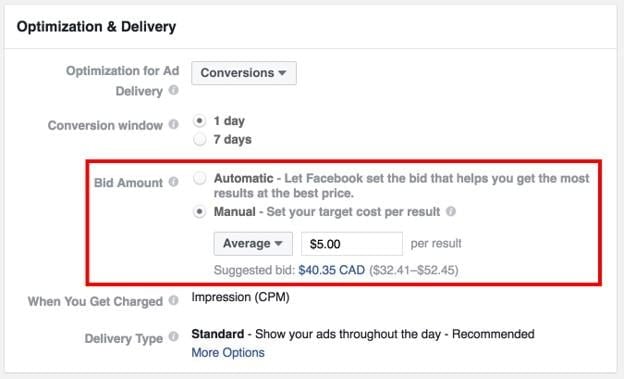 Optimization & Delivery
Optimization for Ad Delivery
Conversions
Conversion window
1 day
7 days
Bid Amount
Automatic - Let Facebook set the bid that helps you get the most
results at the best price.
Manual - Set your target cost per result
Average
$5.00
per result
Suggested bid: $40.35 CAD ($32.41–$52.45)
When You Get Charged
Impression (CPM)
Delivery Type
Standard - Show your ads throughout the day - Recommended
More Options